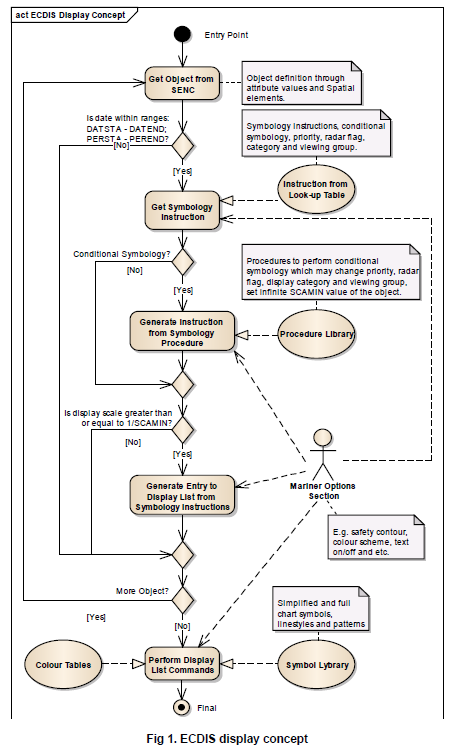 act ECDIS Display Concept
Entry Point
Get Object from
SENC
Object definition through
attribute values and Spatial
elements.
Is date within ranges:
DATSTA - DATEND;
PERSTA - PEREND?
[No]
[Yes]
Symbology Instructions, conditional
symbology, priority, radar flag,
category and viewing group.
Get Symbology
Instruction
Instruction from
Look-up Table
Conditional Symbology?
[No]
[Yes]
Procedures to perform conditional
symbology which may change priority, radar
flag, display category and viewing group,
set infinite SCAMIN value of the object.
Generate Instruction
from Symbology
Procedure
Procedure Library
Is display scale greater than
or equal to 1/SCAMIN?
[No]
[Yes]
Generate Entry to
Display List from
Symbology Instructions
Mariner Options
Section
E.g. safety contour,
colour scheme, text
on/off and etc.
More Object?
[Yes]
[No]
Simplified and full
chart symbols,
linestyles and patterns
Colour Tables
Perform Display
List Commands
Symbol Lybrary
Final
Fig 1. ECDIS display concept